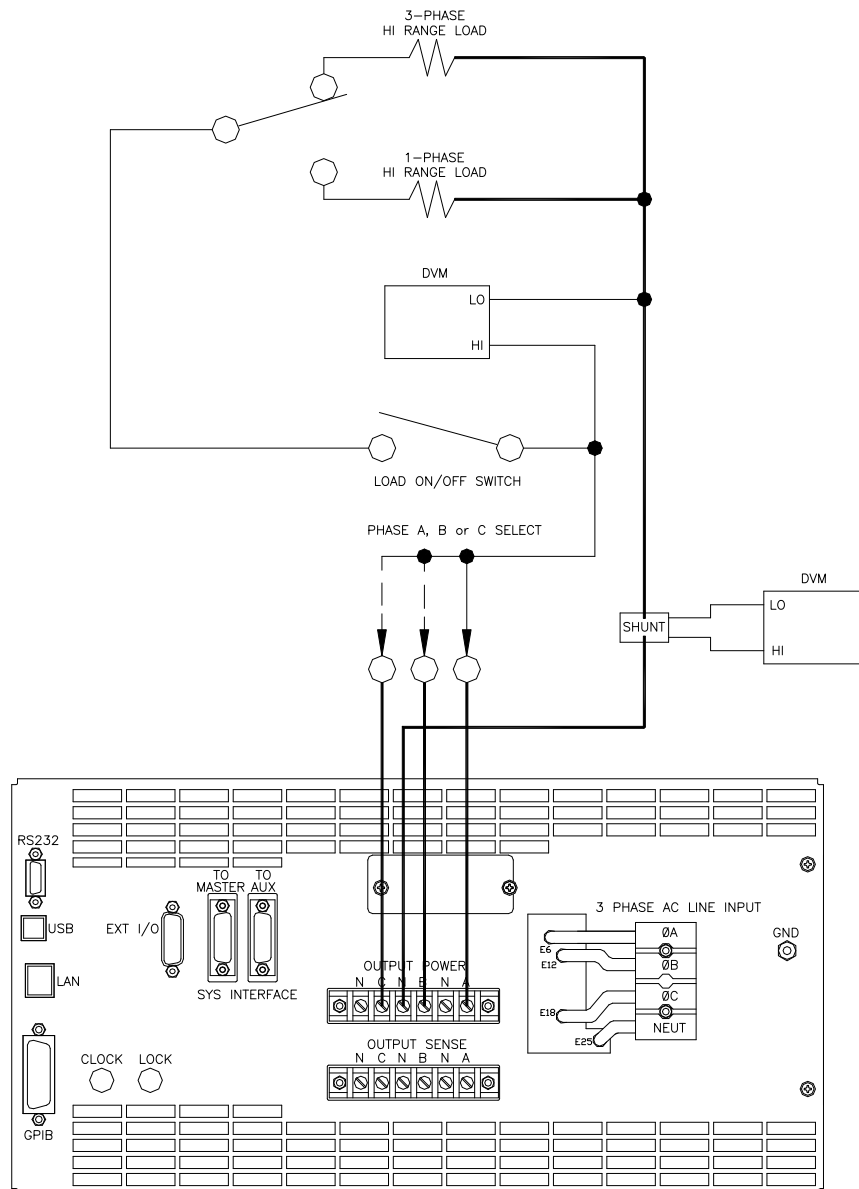 3-PHASE
HI RANGE LOAD
1-PHASE
HI RANGE LOAD
DVM
LO
HI
LOAD ON/OFF SWITCH
PHASE A, B or C SELECT
DVM
LO
SHUNT
HI
RS232
TO
MASTER
TO
AUX
3 PHASE AC LINE INPUT
ØA
GND
USB
EXT I/O
E6
E12
ØB
OUTPUT POWER
LAN
N C N B N A
SYS INTERFACE
ØC
E18
NEUT
E25
OUTPUT SENSE
N C N B N A
CLOCK LOCK
GPIB